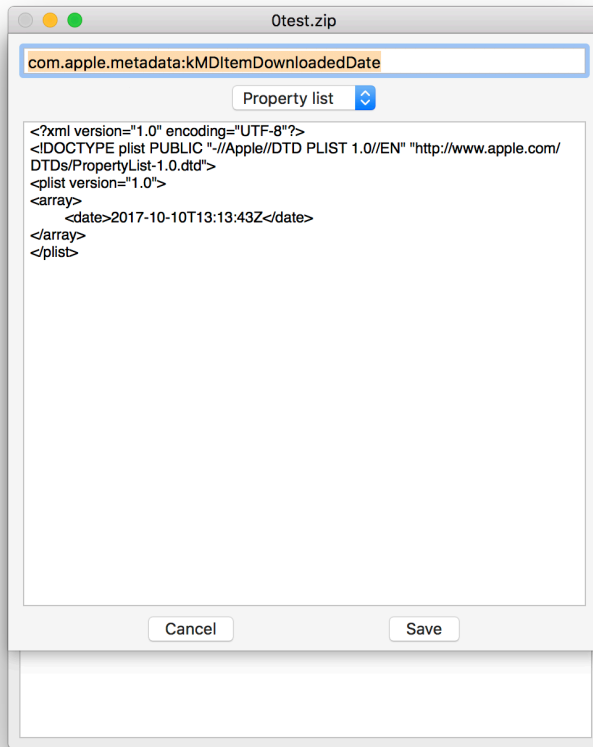 0test.zip
com.apple.metadata:kMDItemDownloadedDate
Property list
<?xml version="1.0" encoding="UTF-8"?>
<!DOCTYPE plist PUBLIC "-//Apple//DTD PLIST 1.0//EN" "http://www.apple.com/
DTDs/PropertyList-1.0.dtd">
<plist version="1.0">
<array>
	<date>2017-10-10T13:13:43Z</date>
</array>
</plist>
Cancel Save